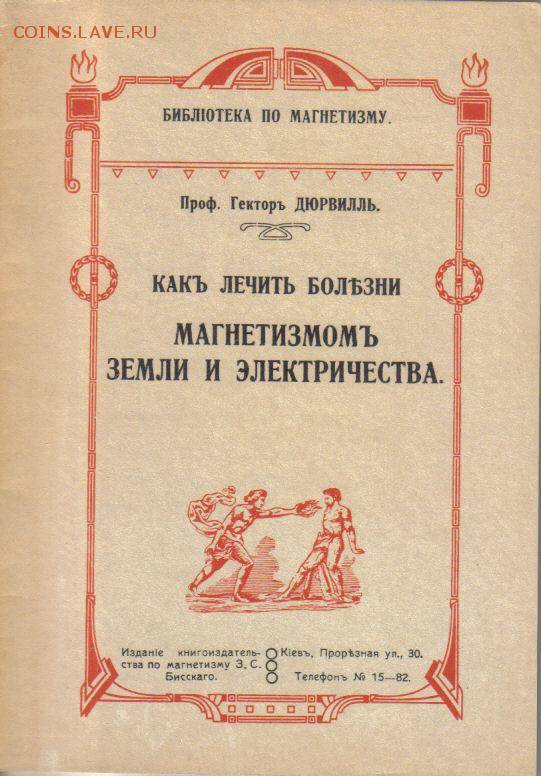 COINS.LAVE.RU
БИБЛІОТЕКА ПО МАГНЕТИЗМУ.
Проф. Гекторъ ДЮРВИЛЛЬ.
КАКЪ ЛЕЧИТЬ БОЛѢЗНИ
МАГНЕТИЗМОМЪ
ЗЕМЛИ И ЭЛЕКТРИЧЕСТВА.
Изданіе книгоиздатель-
ства по магнетизму З. С.
Бисскаго.
Кіевъ, Прорѣзная ул., 30.
Телефонъ № 15—82.